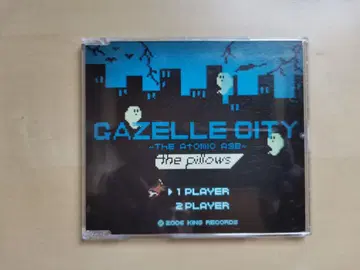 GAZELLE CITY
-THE ATOMIC AGE-
the pillows
1 PLAYER
2 PLAYER
© 2006 KING RECORDS